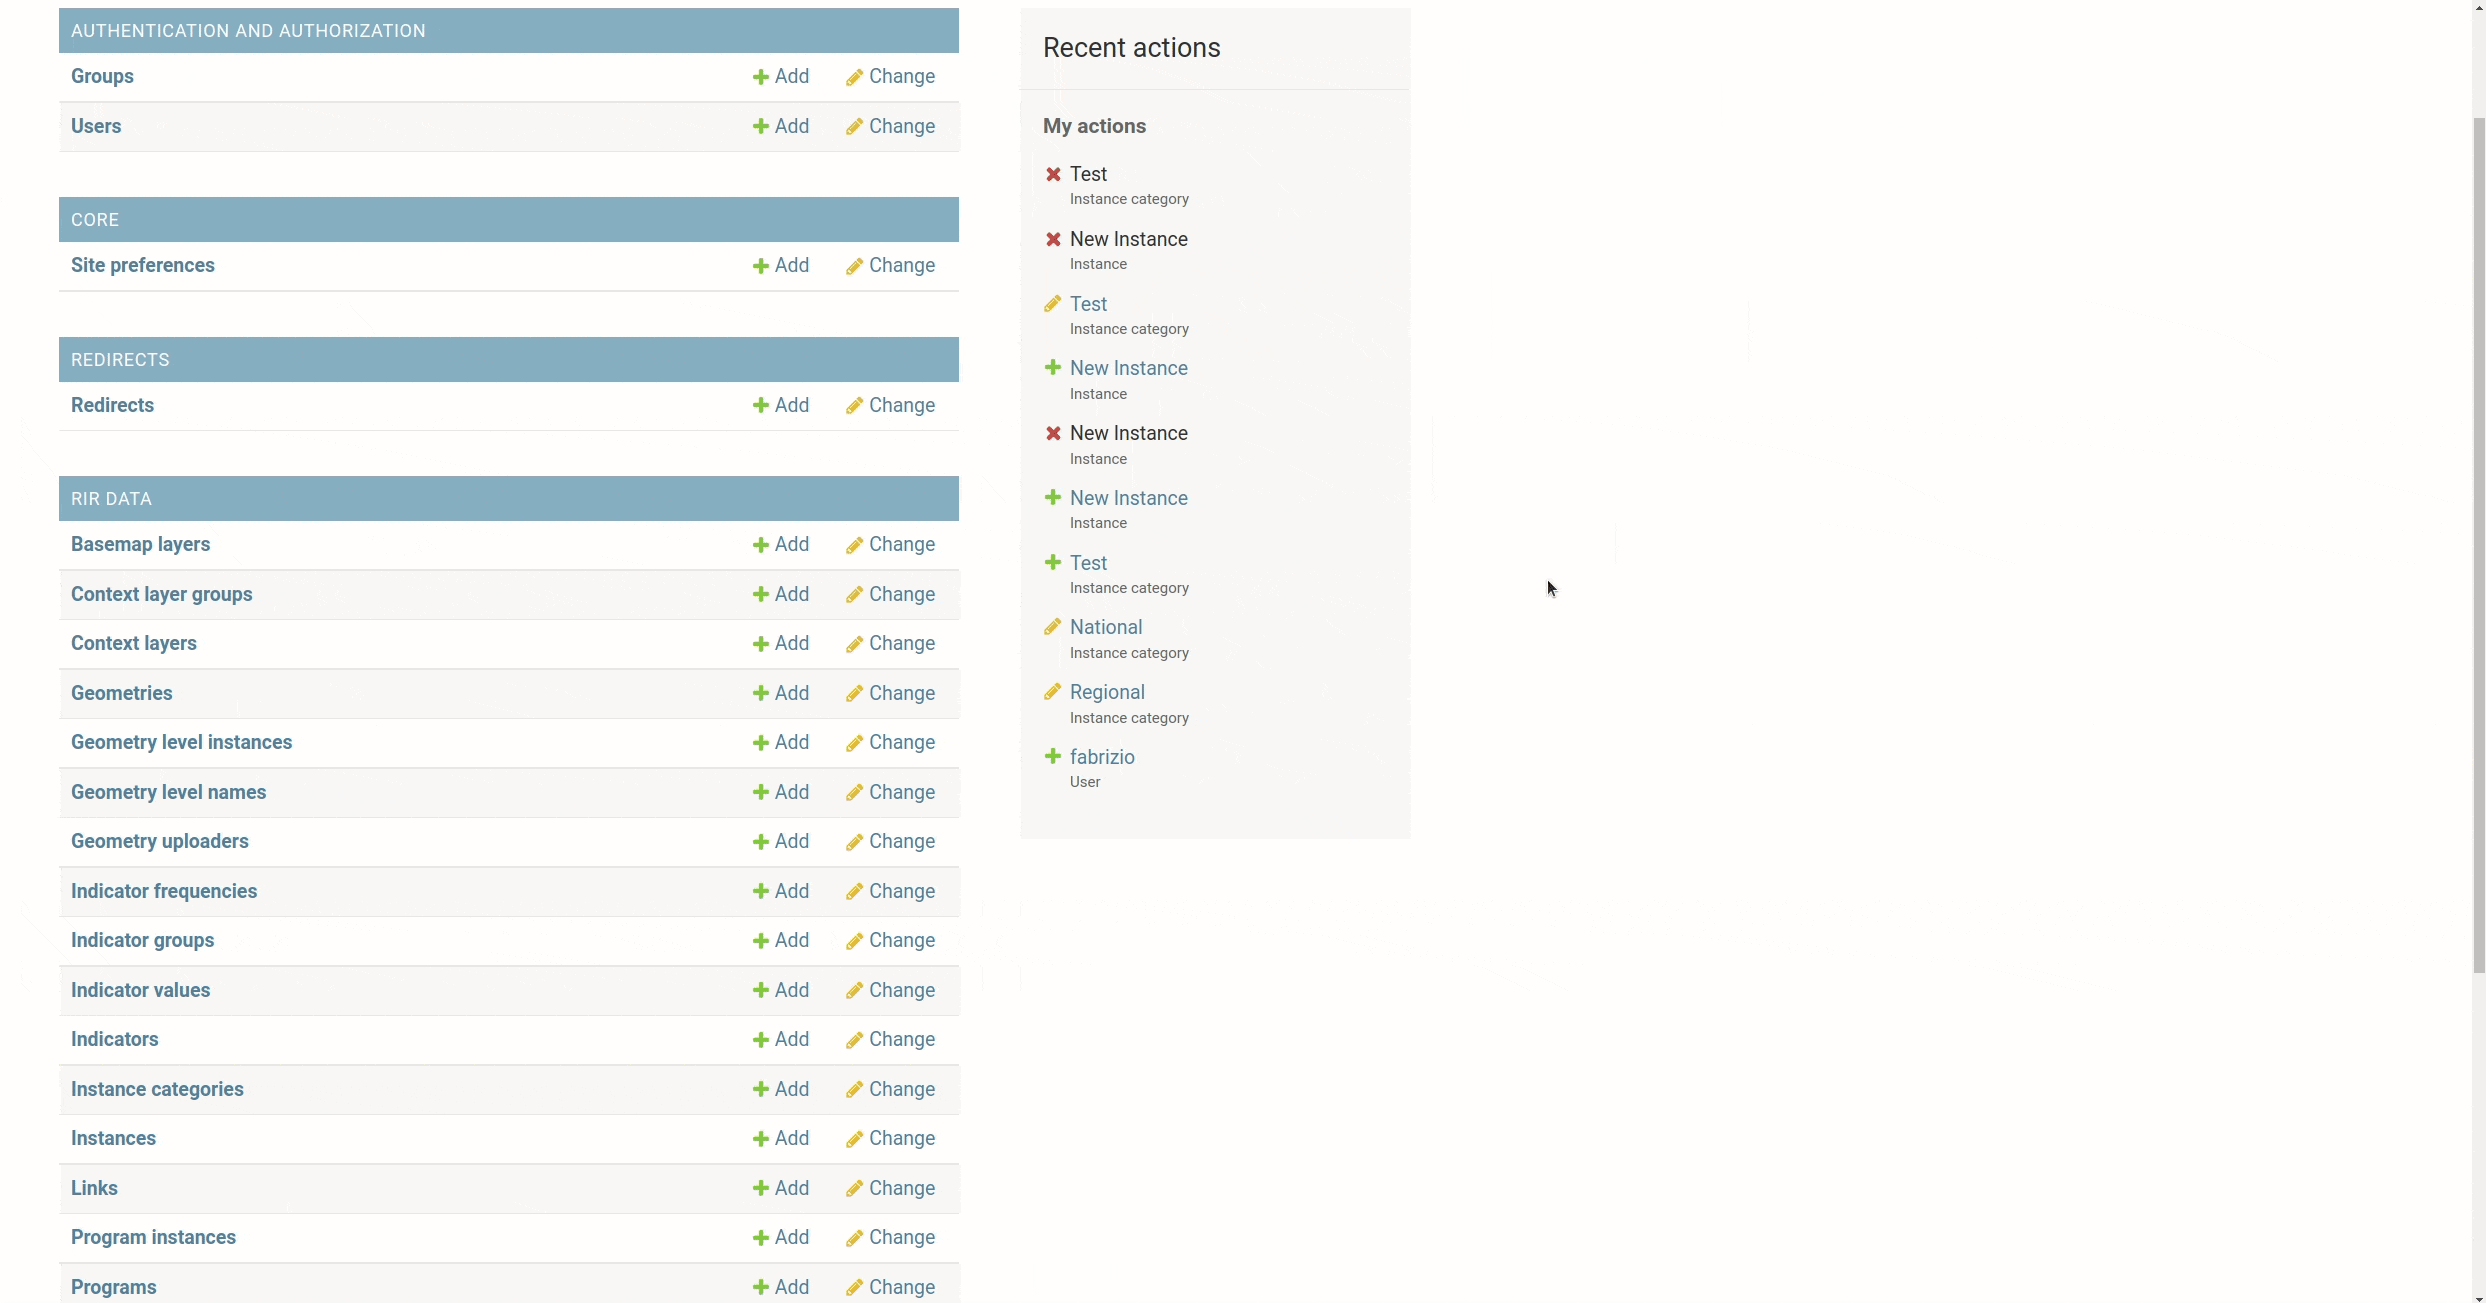 AUTHENTICATION AND AUTHORIZATION
Groups Add Change
Users Add Change
CORE
Site preferences Add Change
REDIRECTS
Redirects Add Change
RIR DATA
Basemap layers Add Change
Context layer groups Add Change
Context layers Add Change
Geometries Add Change
Geometry level instances Add Change
Geometry level names Add Change
Geometry uploaders Add Change
Indicator frequencies Add Change
Indicator groups Add Change
Indicator values Add Change
Indicators Add Change
Instance categories Add Change
Instances Add Change
Links Add Change
Program instances Add Change
Programs Add Change
Recent actions
My actions
Test
Instance category
New Instance
Instance
Test
Instance category
New Instance
Instance
New Instance
Instance
New Instance
Instance
Test
Instance category
National
Instance category
Regional
Instance category
fabrizio
User